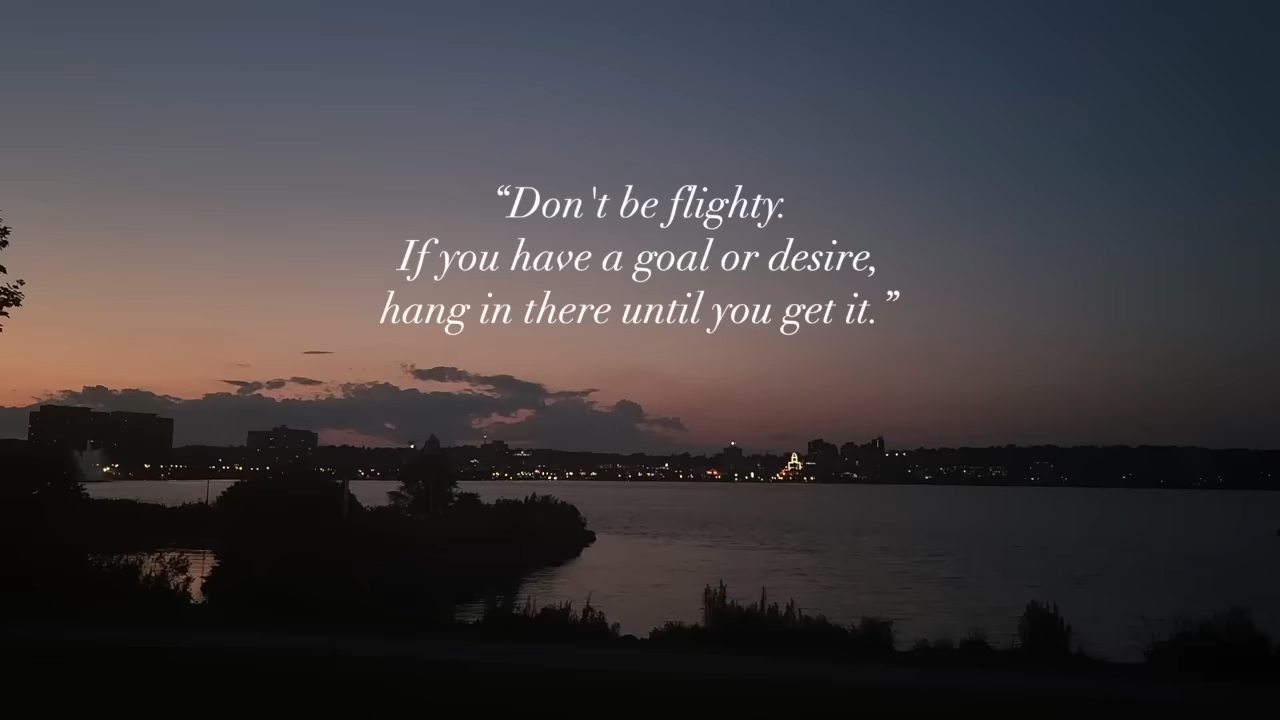 “Don't be flighty.
If you have a goal or desire,
hang in there until you get it.”